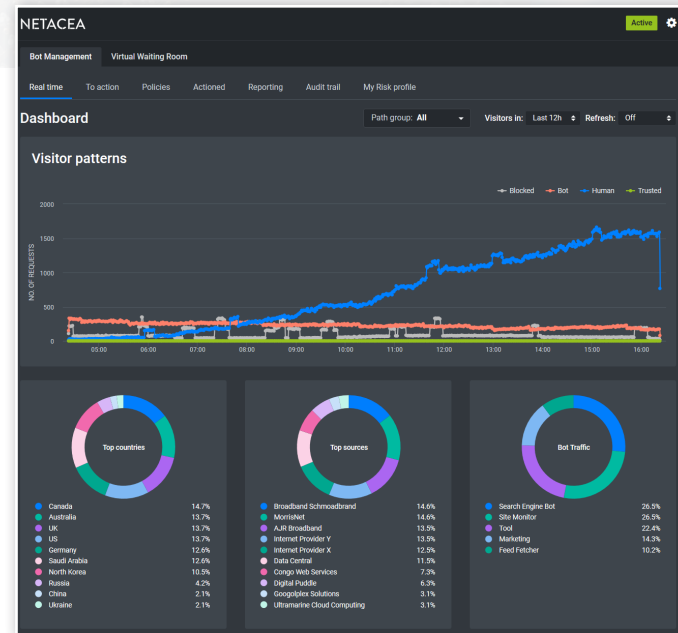 NETACEA
Active
Bot Management Virtual Waiting Room
Real time To action Policies Actioned Reporting Audit trail My Risk profile
Dashboard
Path group: All Visitors in: Last 12h Refresh: Off
Visitor patterns
Blocked Bot Human Trusted
2000
1500
1000
500
0
NO. OF REQUESTS
05:00 06:00 07:00 08:00 09:00 10:00 11:00 12:00 13:00 14:00 15:00 16:00
Top countries
Canada 14.7%
Australia 13.7%
UK 13.7%
US 13.7%
Germany 12.6%
Saudi Arabia 12.6%
North Korea 10.5%
Russia 4.2%
China 2.1%
Ukraine 2.1%
Top sources
Broadband Schmoadbrand 14.6%
MorrisNet 14.6%
AJR Broadband 13.5%
Internet Provider Y 13.5%
Internet Provider X 12.5%
Data Central 11.5%
Congo Web Services 7.3%
Digital Puddle 6.3%
Googolplex Solutions 3.1%
Ultramarine Cloud Computing 3.1%
Bot Traffic
Search Engine Bot 26.5%
Site Monitor 26.5%
Tool 22.4%
Marketing 14.3%
Feed Fetcher 10.2%